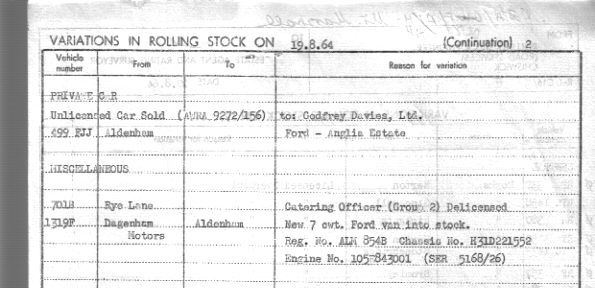 VARIATIONS IN ROLLING STOCK ON 19.8.64 (Continuation) 2
Vehicle number From To Reason for variation
PRIVATE CAR
Unlicensed Car Sold (AWRA 9272/156) to: Godfrey Davies, Ltd.
499 RJJ Aldenham Ford - Anglia Estate
MISCELLANEOUS
701B Rye Lane Catering Officer (Group 2) Delicensed
1319F Dagenham Motors Aldenham New 7 cwt. Ford van into stock.
Reg. No. ALM 854B Chassis No. H31D221552
Engine No. 105-843001 (SER 5168/26)